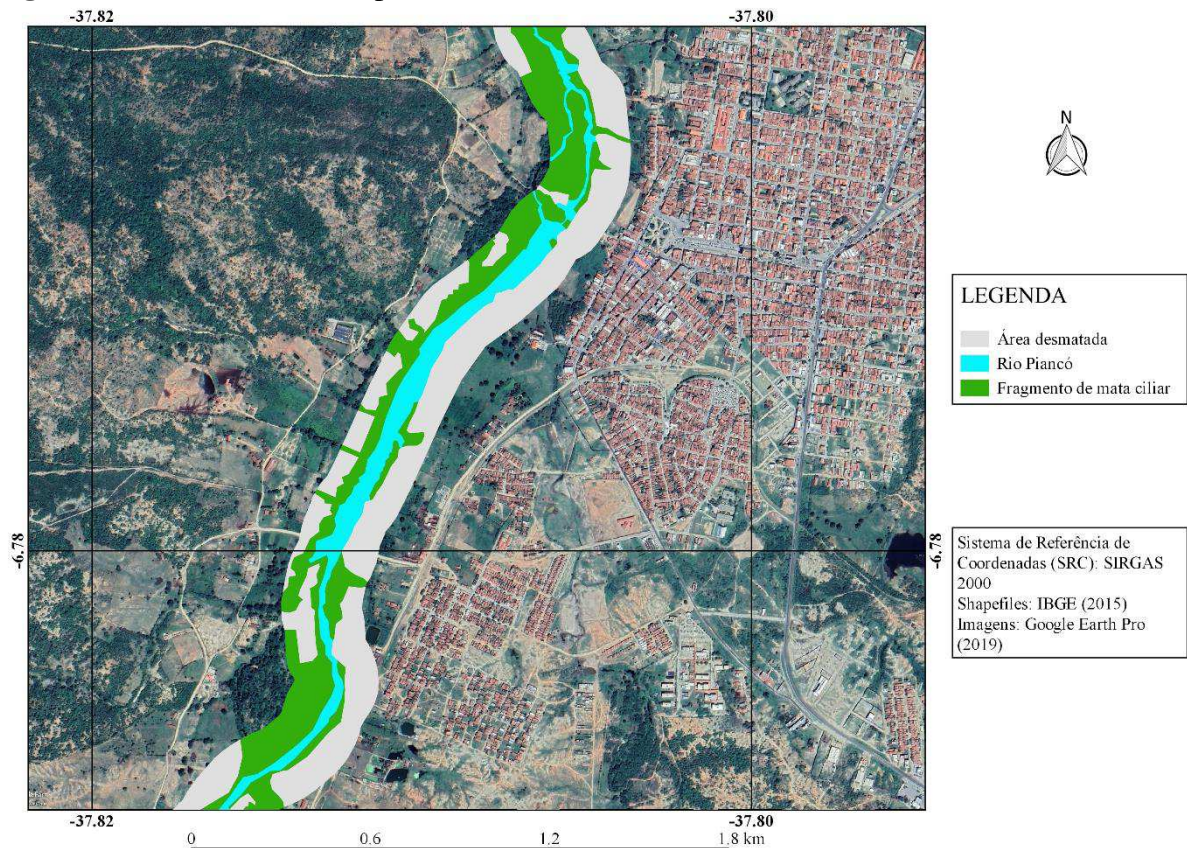 -37.82
-37.80
N
LEGENDA
Área desmatada
Rio Piancó
Fragmento de mata ciliar
-6.78
-6.78
Sistema de Referência de
Coordenadas (SRC): SIRGAS
2000
Shapefiles: IBGE (2015)
Imagens: Google Earth Pro
(2019)
-37.82
-37.80
0 0.6 1.2 1.8 km